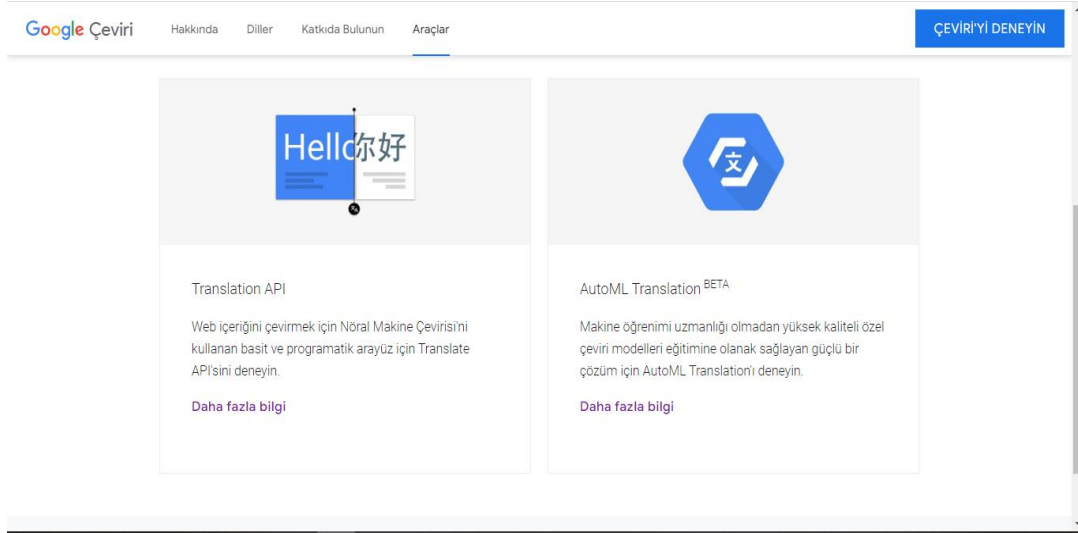 Google Çeviri Hakkında Diller Katkıda Bulunun Araçlar ÇEVİRİ'Yİ DENEYİN
Hello你好
Translation API
Web içeriğini çevirmek için Nöral Makine Çevirisi'ni
kullanan basit ve programatik arayüz için Translate
API'sini deneyin.
Daha fazla bilgi
文
AutoML Translation BETA
Makine öğrenimi uzmanlığı olmadan yüksek kaliteli özel
çeviri modelleri eğitimine olanak sağlayan güçlü bir
çözüm için AutoML Translation'ı deneyin.
Daha fazla bilgi